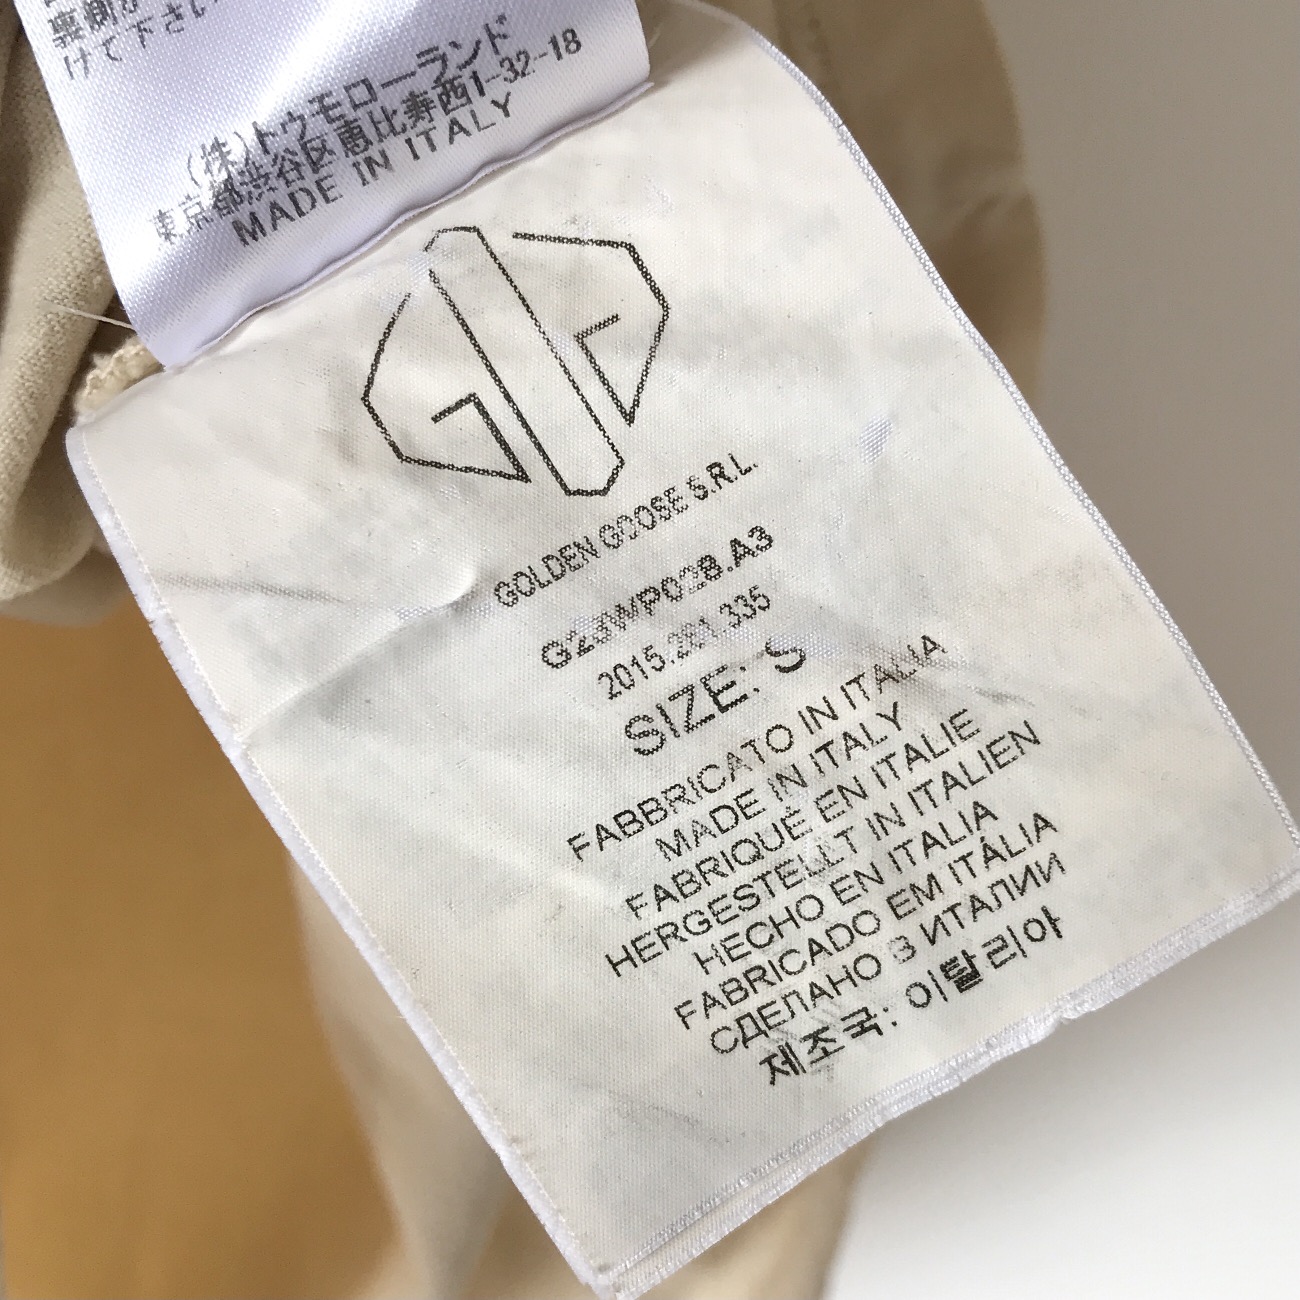 裏側か
けて下さい
(株)トゥモローランド
東京都渋谷区恵比寿西1-32-18
MADE IN ITALY
GOLDEN GOOSE S.R.L.
G23WP028.A3
2015.281.335
SIZE: S
FABBRICATO IN ITALIA
MADE IN ITALY
FABRIQUÉ EN ITALIE
HERGESTELLT IN ITALIEN
HECHO EN ITALIA
FABRICADO EM ITÁLIA
СДЕЛАНО В ИТАЛИИ
제조국: 이탈리아